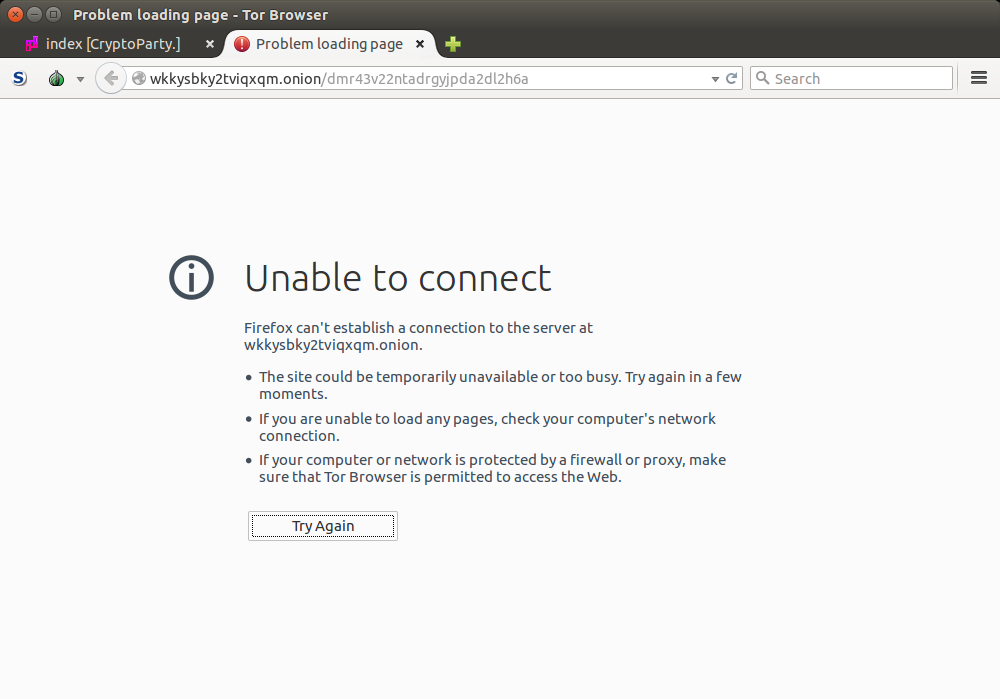 Problem loading page - Tor Browser
index [CryptoParty.]
Problem loading page
S
wkkysbky2tviqxqm.onion/dmr43v22ntadrgyjpda2dl2h6a
Search
Unable to connect
Firefox can't establish a connection to the server at
wkkysbky2tviqxqm.onion.
• The site could be temporarily unavailable or too busy. Try again in a few
moments.
• If you are unable to load any pages, check your computer's network
connection.
• If your computer or network is protected by a firewall or proxy, make
sure that Tor Browser is permitted to access the Web.
Try Again